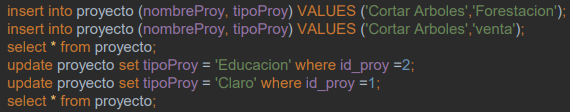 insert into proyecto (nombreProy, tipoProy) VALUES ('Cortar Arboles','Forestacion');
insert into proyecto (nombreProy, tipoProy) VALUES ('Cortar Arboles','venta');
select * from proyecto;
update proyecto set tipoProy = 'Educacion' where id_proy =2;
update proyecto set tipoProy = 'Claro' where id_proy =1;
select * from proyecto;